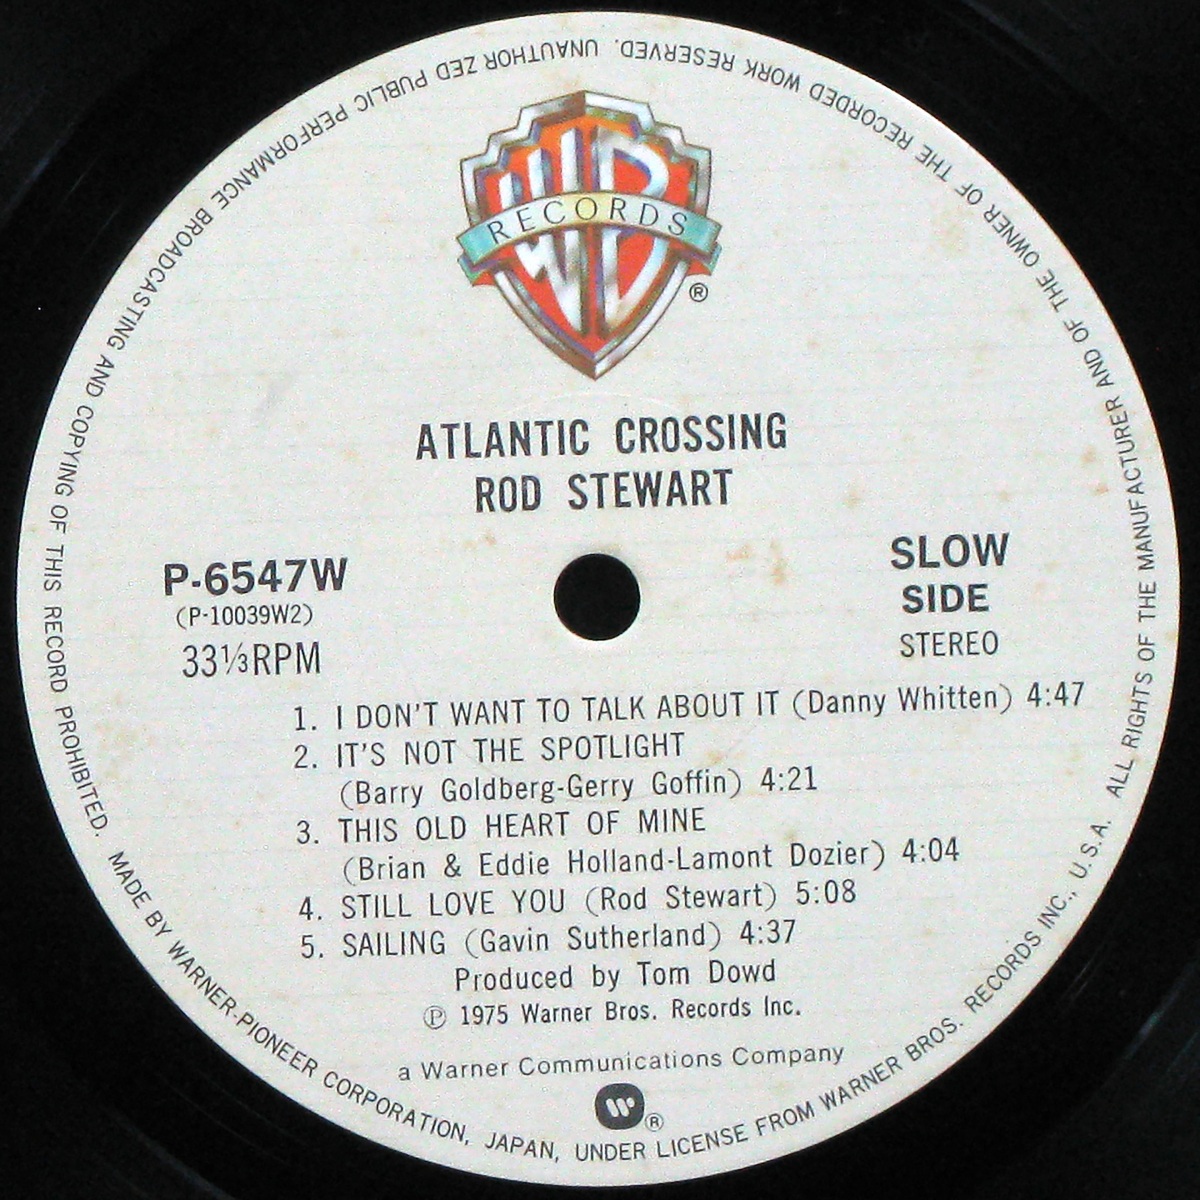 WB
RECORDS
®
ATLANTIC CROSSING
ROD STEWART
P-6547W
(P-10039W2)
33⅓RPM
SLOW
SIDE
STEREO
1. I DON'T WANT TO TALK ABOUT IT (Danny Whitten) 4:47
2. IT'S NOT THE SPOTLIGHT
(Barry Goldberg-Gerry Goffin) 4:21
3. THIS OLD HEART OF MINE
(Brian & Eddie Holland-Lamont Dozier) 4:04
4. STILL LOVE YOU (Rod Stewart) 5:08
5. SAILING (Gavin Sutherland) 4:37
Produced by Tom Dowd
Ⓟ 1975 Warner Bros. Records Inc.
a Warner Communications Company
W®
MADE BY WARNER-PIONEER CORPORATION, JAPAN, UNDER LICENSE FROM WARNER BROS. RECORDS INC., U.S.A. ALL RIGHTS OF THE MANUFACTURER AND OF THE OWNER OF THE RECORDED WORK RESERVED. UNAUTHOR ZED PUBLIC PERFORMANCE BROADCASTING AND COPYING OF THIS RECORD PROHIBITED.